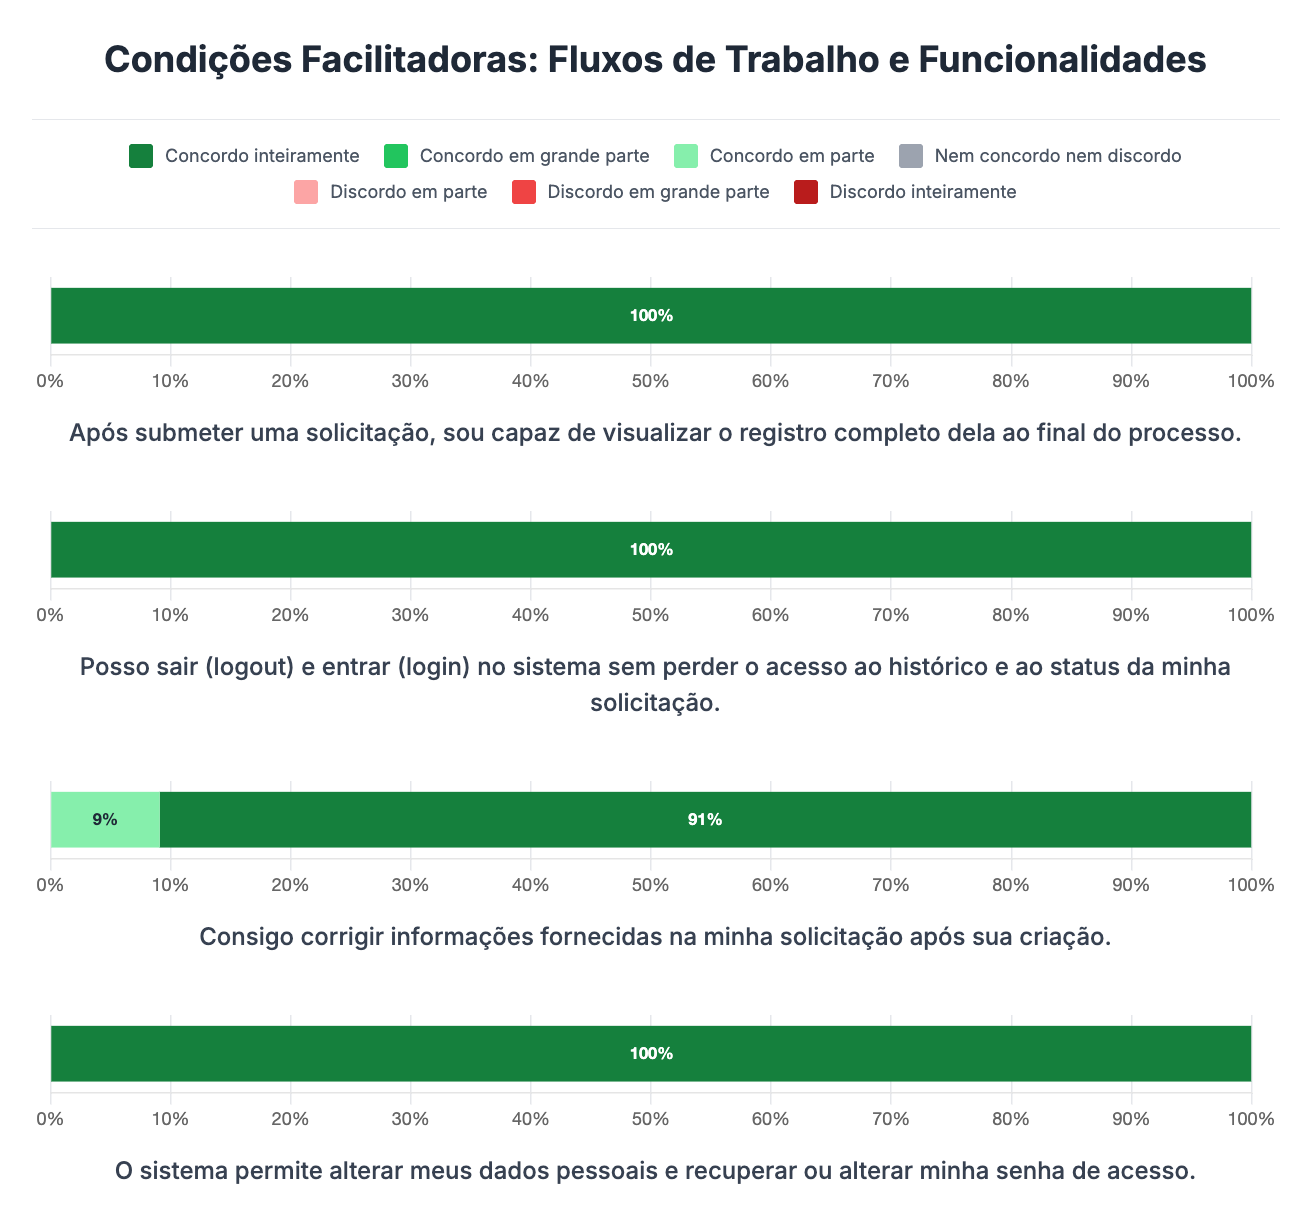 Condições Facilitadoras: Fluxos de Trabalho e Funcionalidades
Concordo inteiramente Concordo em grande parte Concordo em parte Nem concordo nem discordo
Discordo em parte Discordo em grande parte Discordo inteiramente
100%
0% 10% 20% 30% 40% 50% 60% 70% 80% 90% 100%
Após submeter uma solicitação, sou capaz de visualizar o registro completo dela ao final do processo.
100%
0% 10% 20% 30% 40% 50% 60% 70% 80% 90% 100%
Posso sair (logout) e entrar (login) no sistema sem perder o acesso ao histórico e ao status da minha
solicitação.
9% 91%
0% 10% 20% 30% 40% 50% 60% 70% 80% 90% 100%
Consigo corrigir informações fornecidas na minha solicitação após sua criação.
100%
0% 10% 20% 30% 40% 50% 60% 70% 80% 90% 100%
O sistema permite alterar meus dados pessoais e recuperar ou alterar minha senha de acesso.